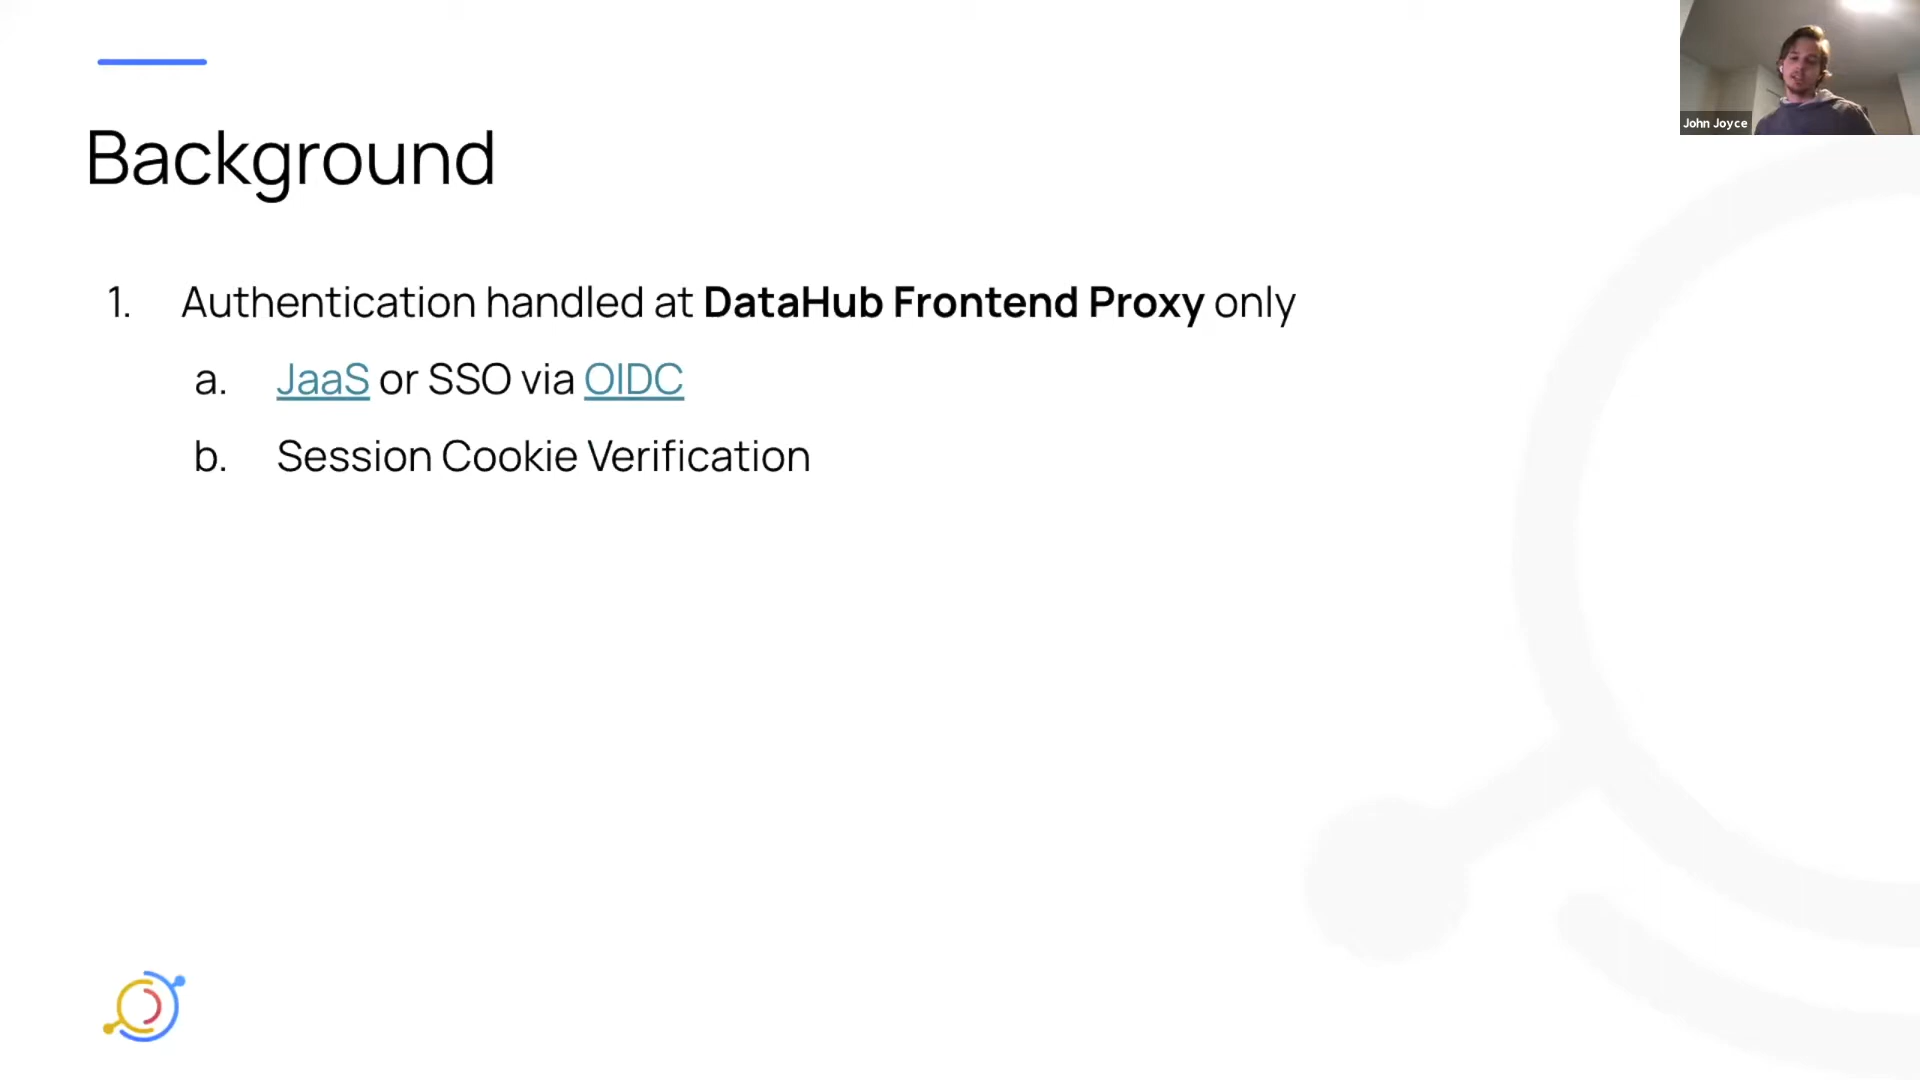 John Joyce
Background
1. Authentication handled at DataHub Frontend Proxy only
a. JaaS or SSO via OIDC
b. Session Cookie Verification